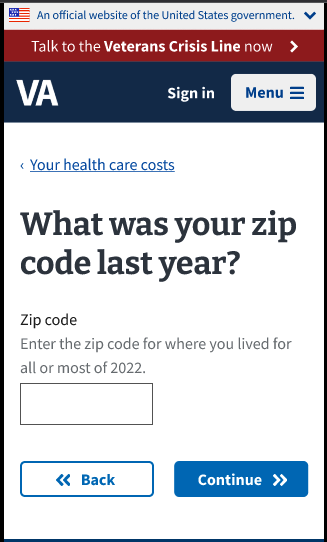 An official website of the United States government.
Talk to the Veterans Crisis Line now
VA
Sign in
Menu
‹ Your health care costs
What was your zip
code last year?
Zip code
Enter the zip code for where you lived for
all or most of 2022.
Back
Continue